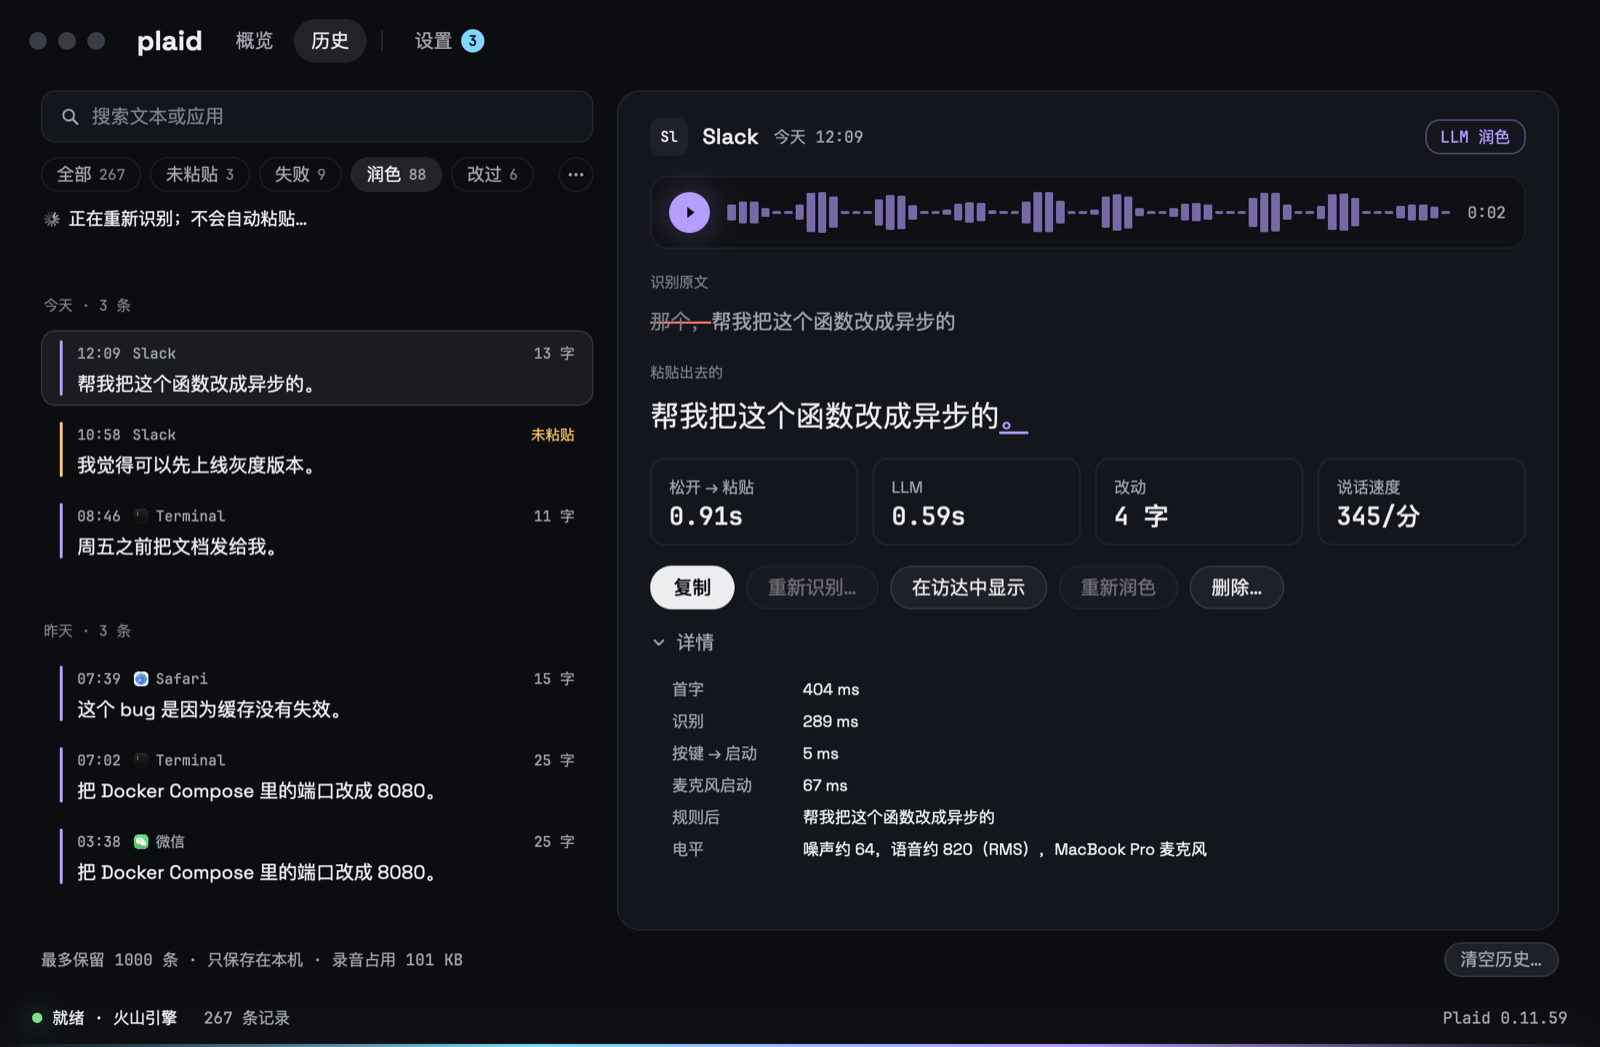 plaid 概览 历史 设置 3
搜索文本或应用
全部 267 未粘贴 3 失败 9 润色 88 改过 6 ···
正在重新识别；不会自动粘贴...
今天 · 3 条
12:09 Slack 13 字
帮我把这个函数改成异步的。
10:58 Slack 未粘贴
我觉得可以先上线灰度版本。
08:46 Terminal 11 字
周五之前把文档发给我。
昨天 · 3 条
07:39 Safari 15 字
这个 bug 是因为缓存没有失效。
07:02 Terminal 25 字
把 Docker Compose 里的端口改成 8080。
03:38 微信 25 字
把 Docker Compose 里的端口改成 8080。
Sl Slack 今天 12:09 LLM 润色
0:02
识别原文
那个，帮我把这个函数改成异步的
粘贴出去的
帮我把这个函数改成异步的。
松开→粘贴 LLM 改动 说话速度
0.91s 0.59s 4 字 345/分
复制 重新识别... 在访达中显示 重新润色 删除...
详情
首字 404 ms
识别 289 ms
按键→启动 5 ms
麦克风启动 67 ms
规则后 帮我把这个函数改成异步的
电平 噪声约 64，语音约 820（RMS），MacBook Pro 麦克风
最多保留 1000 条 · 只保存在本机 · 录音占用 101 KB 清空历史...
就绪 · 火山引擎 267 条记录 Plaid 0.11.59